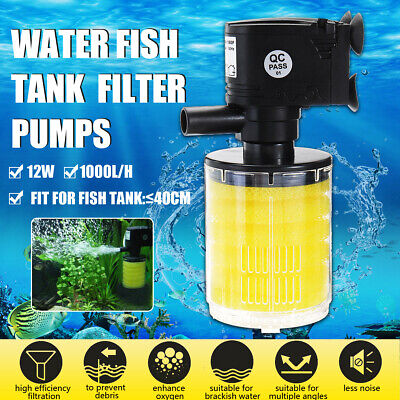 WATER FISH
TANK FILTER
PUMPS
QC
PASS
01
12W 1000L/H
FIT FOR FISH TANK:≤40CM
high efficiency
filtration
to prevent
debris
enhance
oxygen
suitable for
brackish water
suitable for
multiple angles
less noise